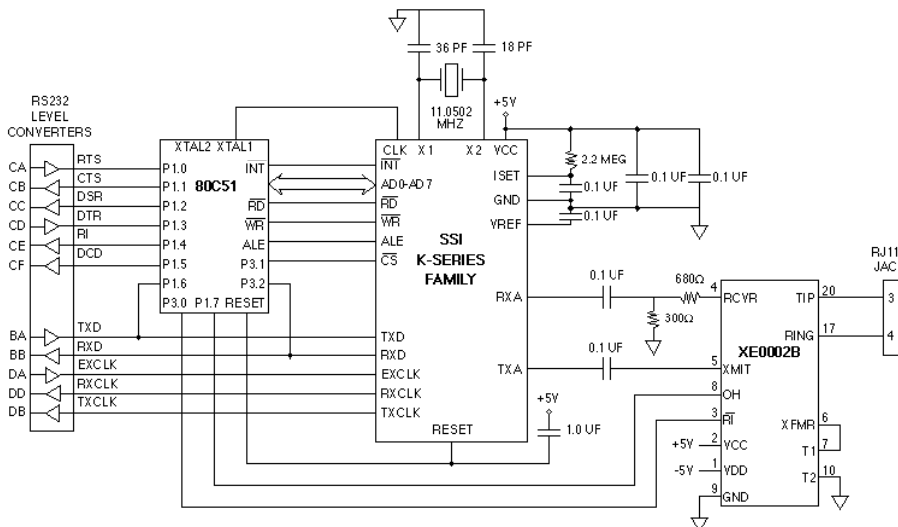 36 PF
18 PF
11.0502
MHZ
+5V
RS232
LEVEL
CONVERTERS
XTAL2 XTAL1
CLK
X1
X2
VCC
2.2 MEG
CA
RTS
P1.0
INT
INT
ISET
0.1 UF
0.1 UF
0.1 UF
CB
CTS
P1.1
80C51
AD0-AD7
CC
DSR
P1.2
RD
RD
GND
0.1 UF
CD
DTR
P1.3
WR
WR
VREF
CE
RI
P1.4
ALE
ALE
SSI
K-SERIES
FAMILY
CF
DCD
P1.5
P3.1
CS
P1.6
P3.2
P3.0 P1.7 RESET
RXA
0.1 UF
680Ω
300Ω
4
RCVR
TIP
20
RJ11
JAC
3
BA
TXD
TXD
RING
17
4
BB
RXD
RXD
0.1 UF
XE0002B
DA
EXCLK
EXCLK
TXA
5
XMIT
DD
RXCLK
RXCLK
8
OH
DB
TXCLK
TXCLK
+5V
3
RI
XFMR
6
RESET
1.0 UF
+5V
2
VCC
T1
7
-5V
1
VDD
T2
10
9
GND